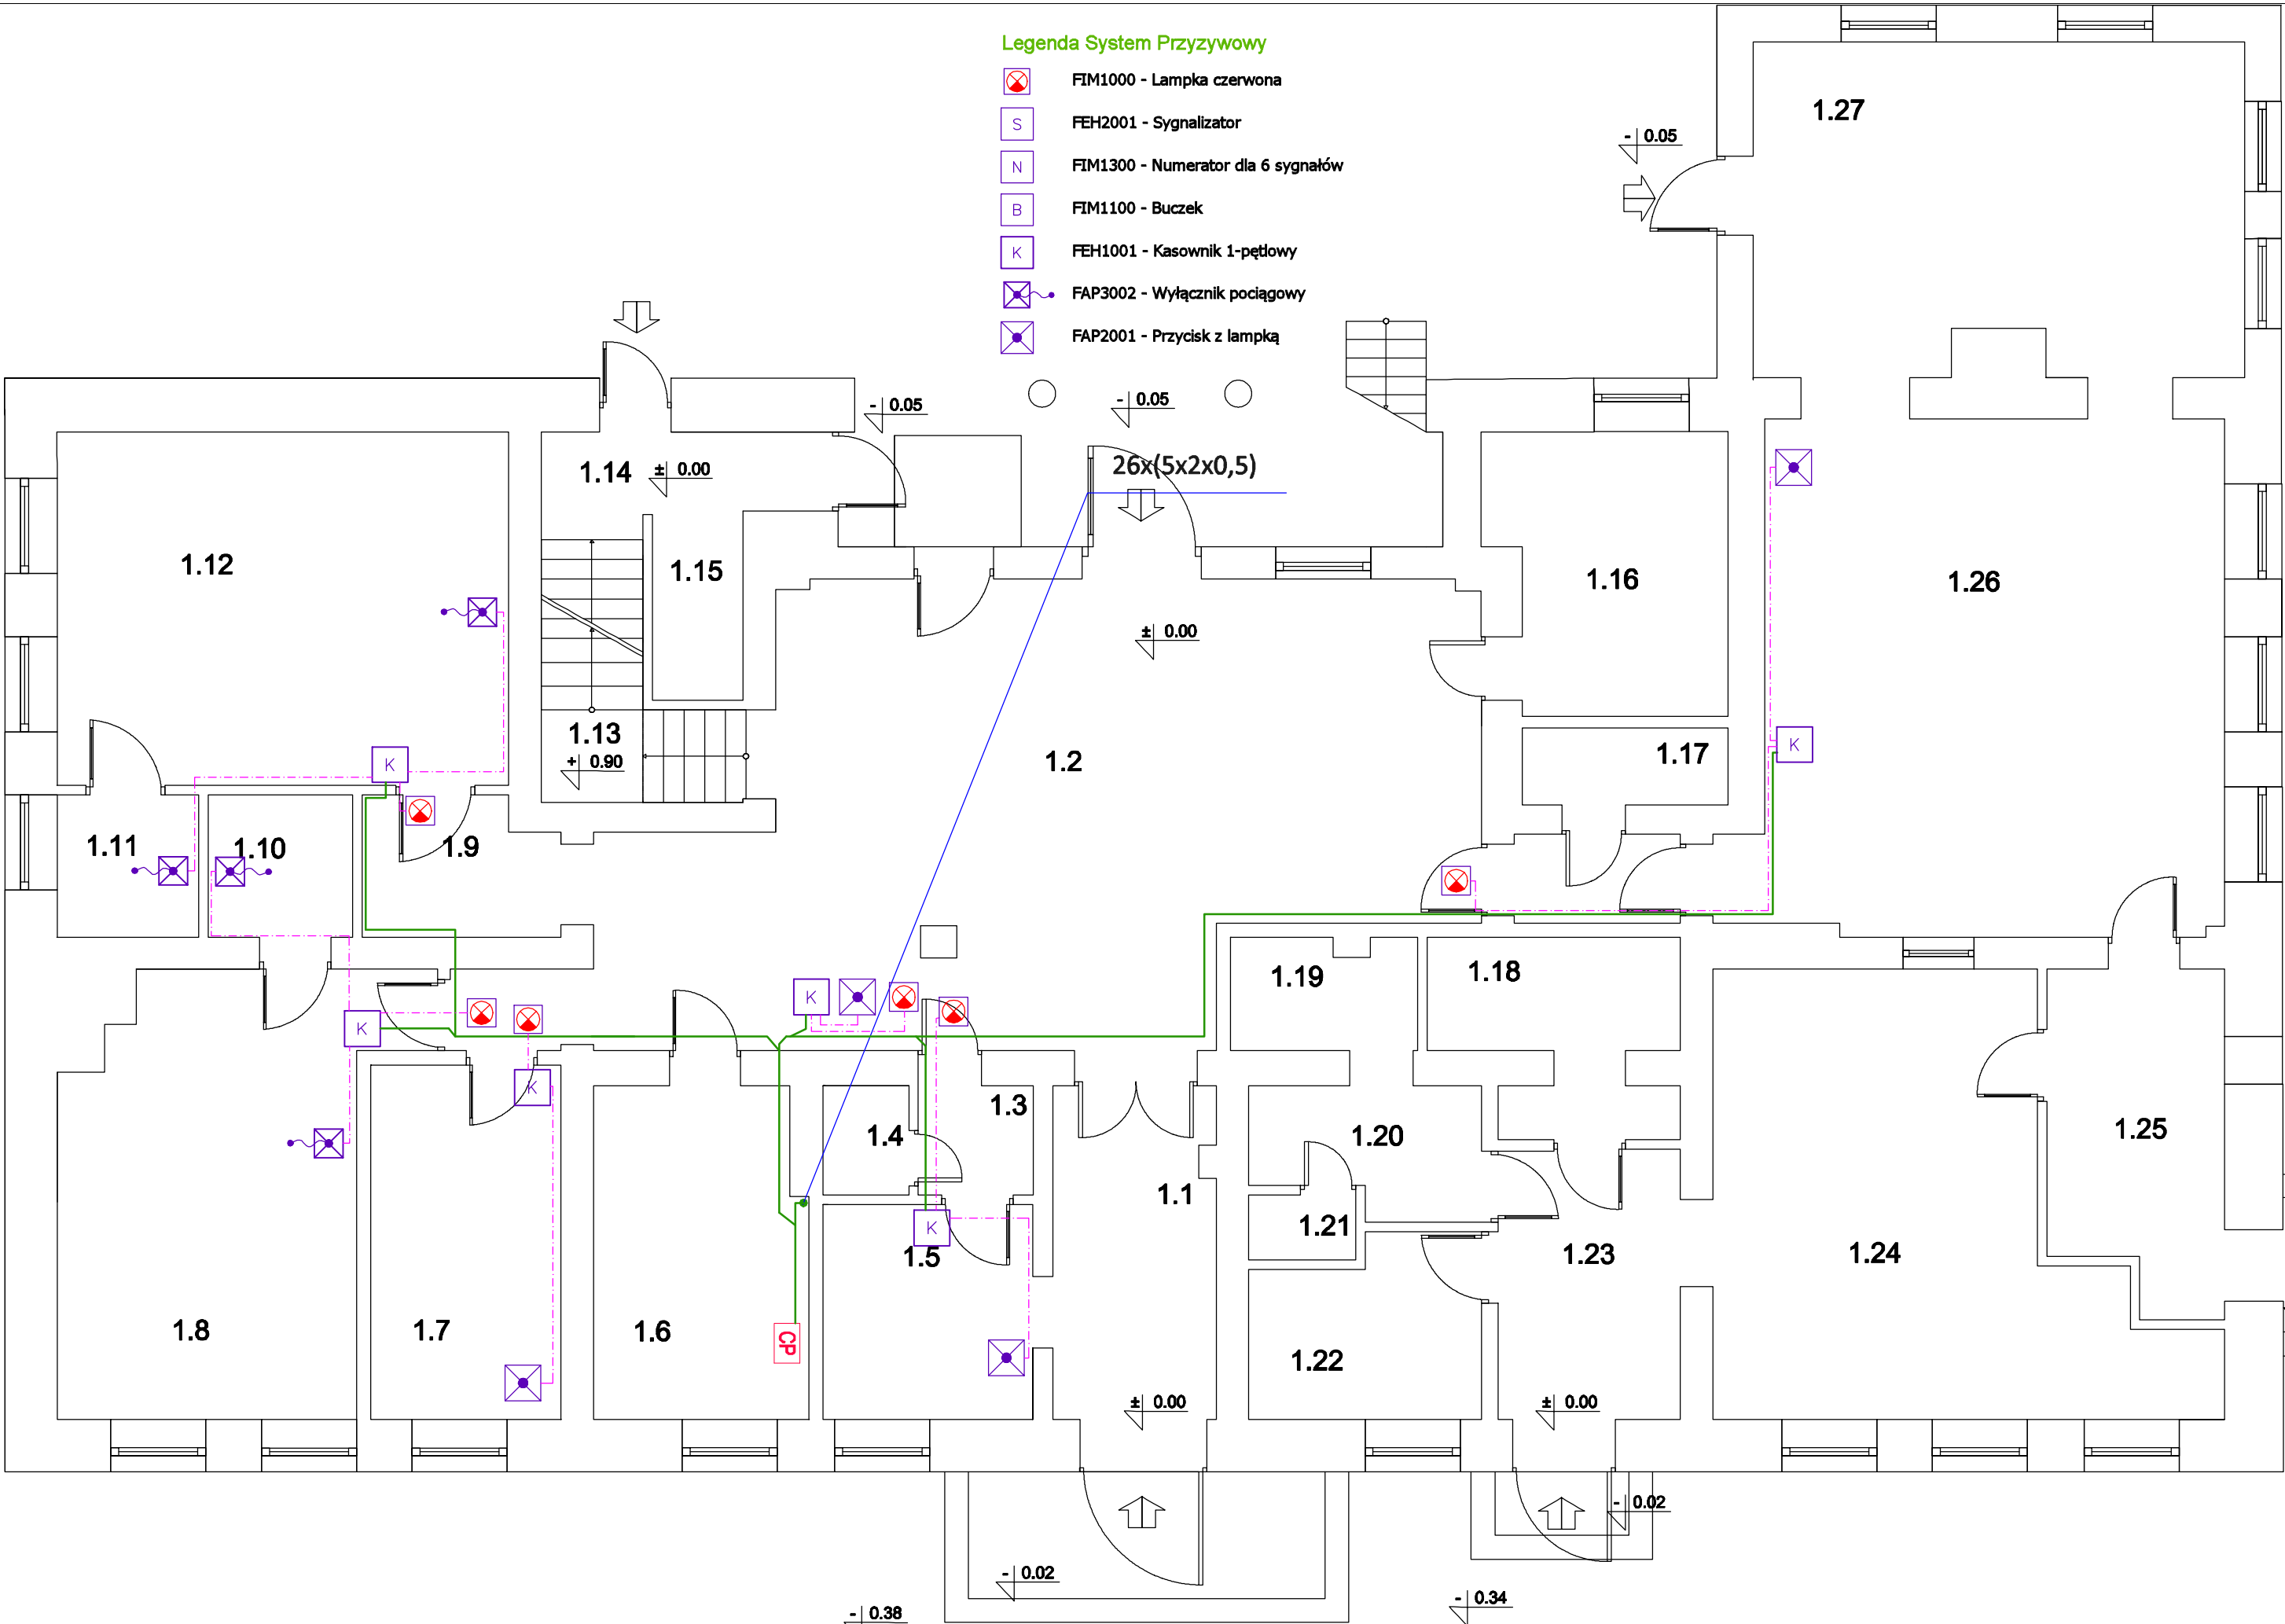 Legenda System Przyzywowy
FIM1000 - Lampka czerwona
S FEH2001 - Sygnalizator
N FIM1300 - Numerator dla 6 sygnałów
B FIM1100 - Buczek
K FEH1001 - Kasownik 1-pętlowy
FAP3002 - Wyłącznik pociągowy
FAP2001 - Przycisk z lampką
1.27
- 0.05
- 0.05
- 0.05
26x(5x2x0,5)
1.14
± 0.00
1.12
1.15
1.16
1.26
± 0.00
1.13
+ 0.90
1.2
1.17
K
K
1.11
1.10
1.9
1.19
1.18
K
K
K
1.3
1.4
1.20
1.25
1.1
K
1.5
1.21
1.23
1.24
1.8
1.7
1.6
CP
1.22
± 0.00
± 0.00
- 0.02
- 0.02
- 0.34
- 0.38